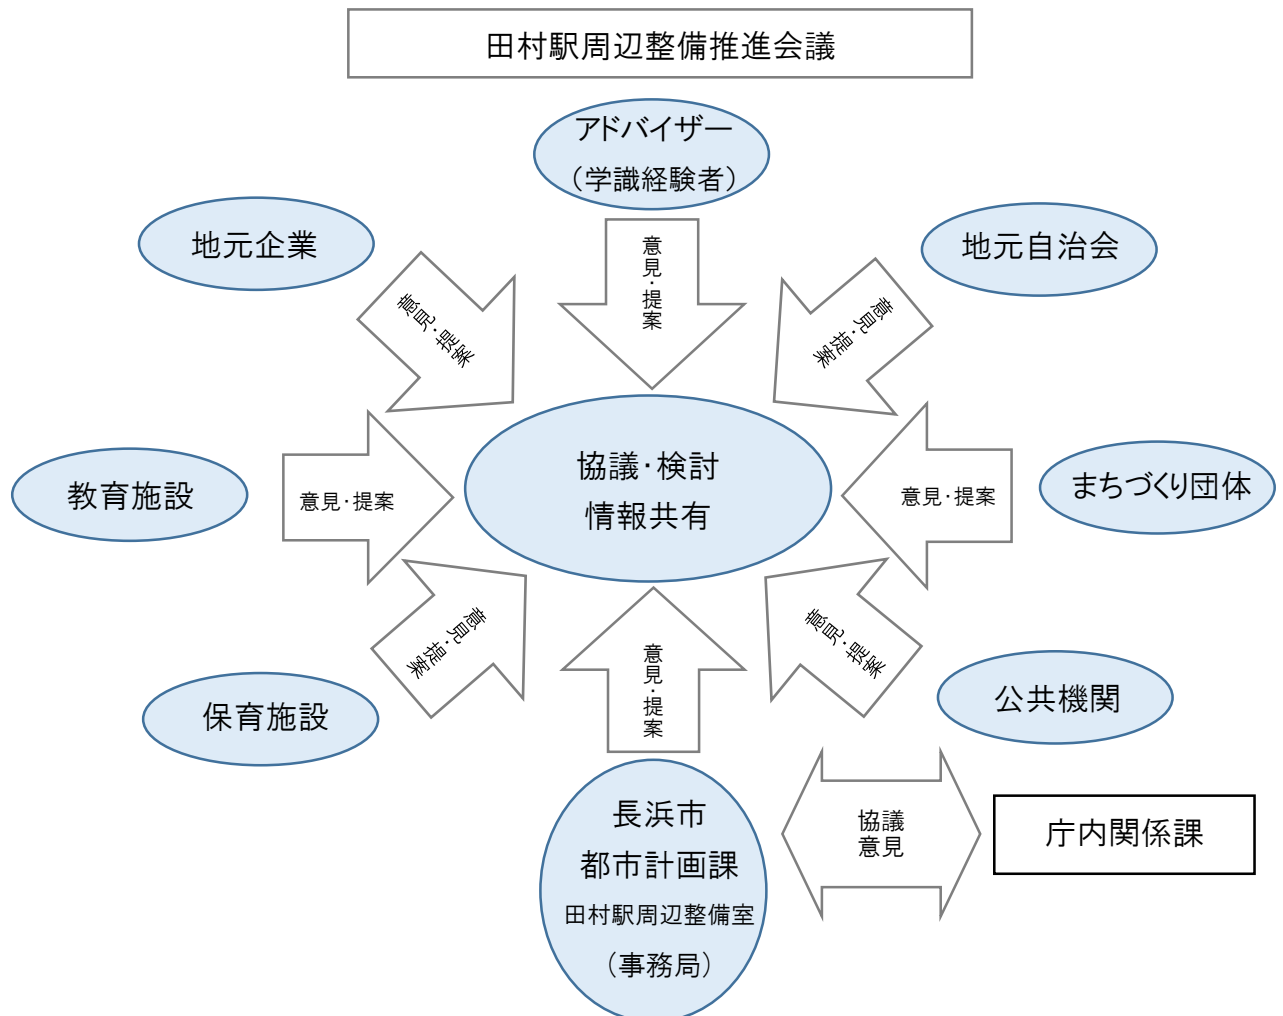 田村駅周辺整備推進会議
アドバイザー
（学識経験者）
地元企業
地元自治会
意見・提案
意見・提案
意見・提案
協議・検討
情報共有
教育施設
意見・提案
意見・提案
まちづくり団体
意見・提案
意見・提案
意見・提案
保育施設
公共機関
長浜市
都市計画課
田村駅周辺整備室
（事務局）
協議
意見
庁内関係課